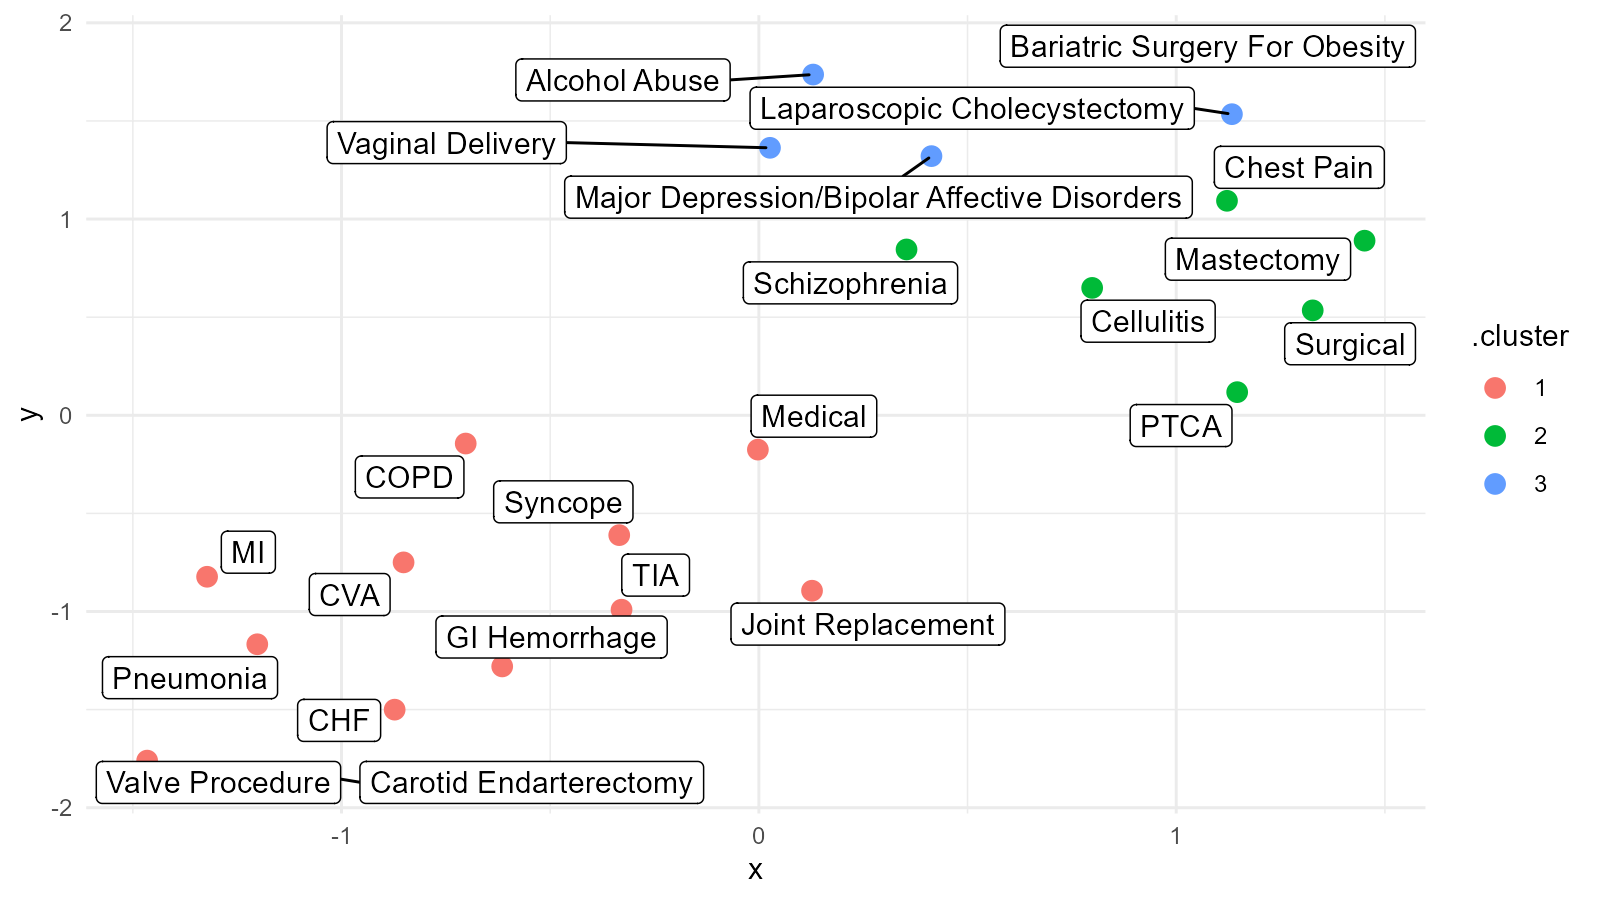 2
Bariatric Surgery For Obesity
Alcohol Abuse
Laparoscopic Cholecystectomy
Vaginal Delivery
Chest Pain
Major Depression/Bipolar Affective Disorders
1
Mastectomy
Schizophrenia
Cellulitis
Surgical
.cluster
1
2
3
y
0
Medical
PTCA
COPD
Syncope
MI
TIA
CVA
-1
Joint Replacement
GI Hemorrhage
Pneumonia
CHF
Valve Procedure
Carotid Endarterectomy
-2
-1
0
1
x